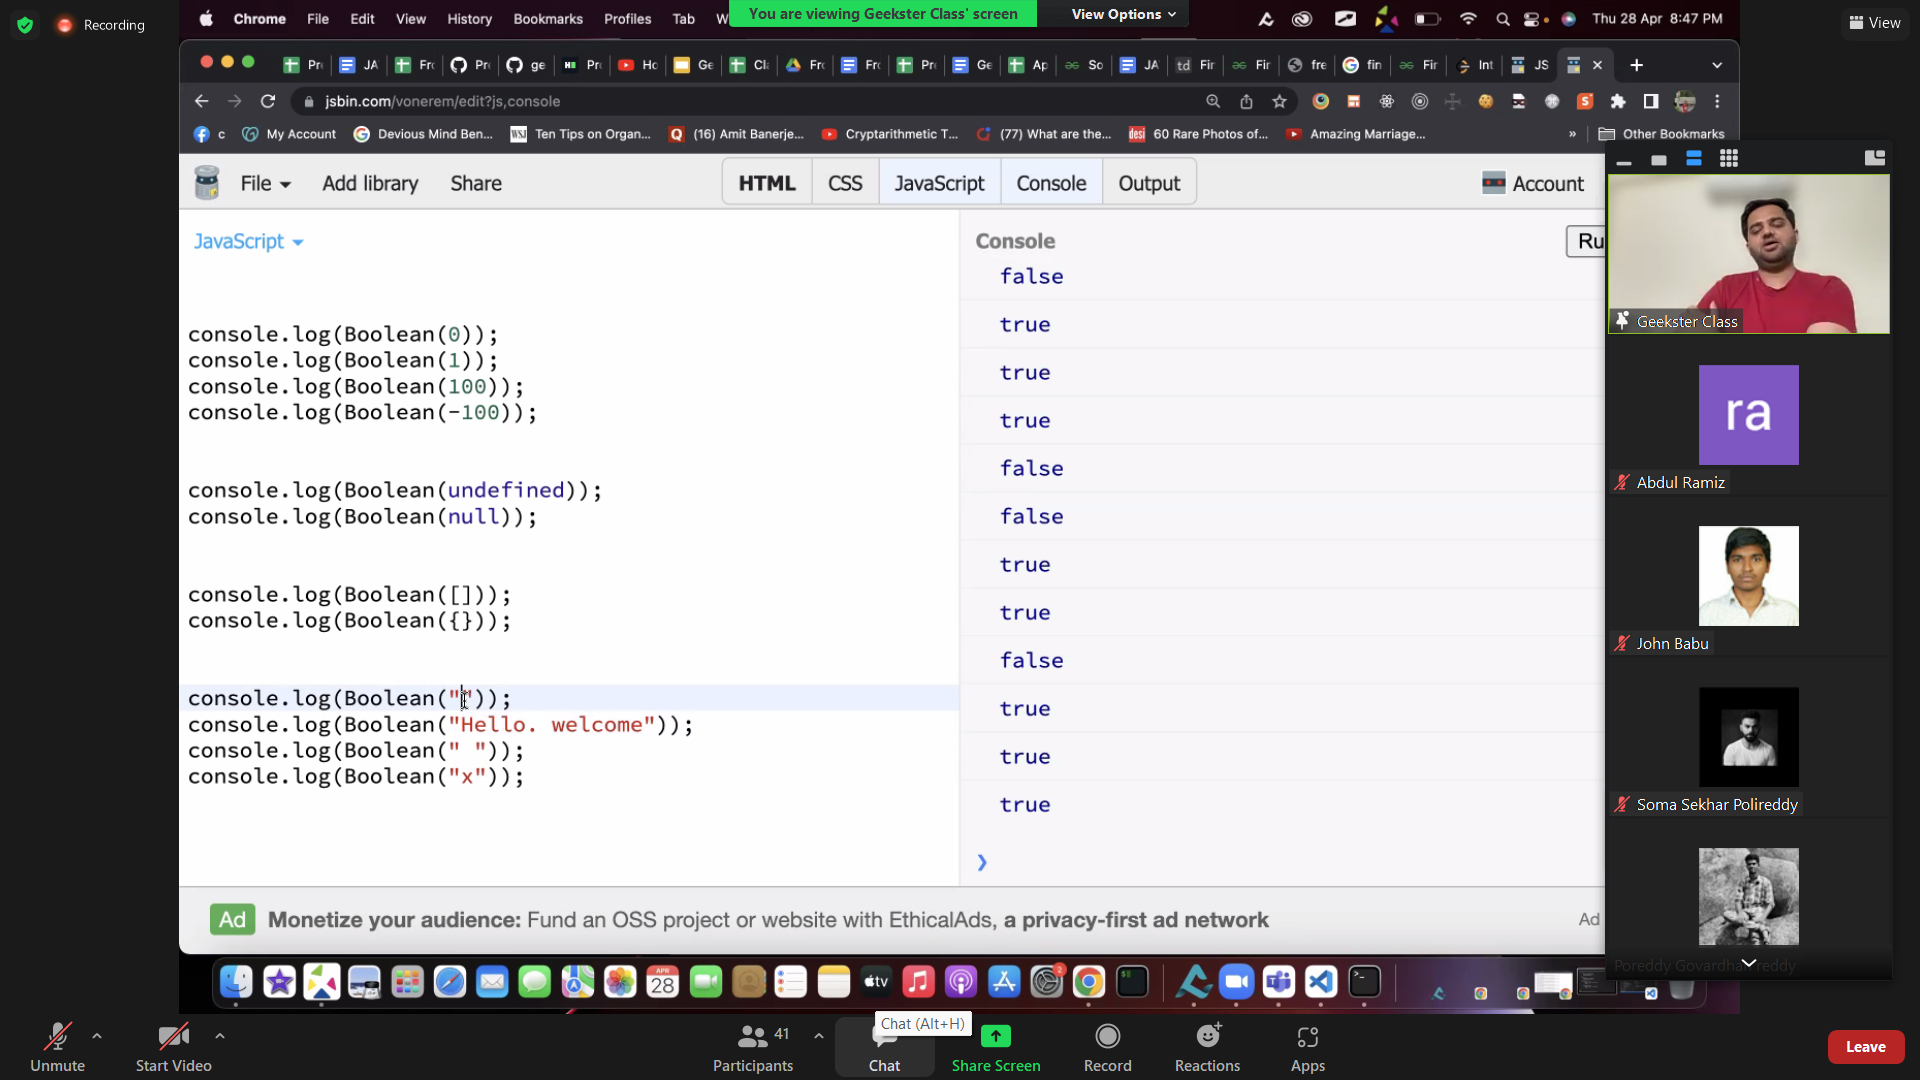 Recording
Chrome File Edit View History Bookmarks Profiles Tab W
You are viewing Geekster Class' screen
View Options
Thu 28 Apr 8:47 PM
View
Pr JA Fr Pr ge Pr Ho Ge Cl Fr Fr Pr Ge Ap So JA Fir Fir fre fin Fir Int JS
jsbin.com/vonerem/edit?js,console
c My Account Devious Mind Ben... Ten Tips on Organ... (16) Amit Banerje... Cryptarithmetic T... (77) What are the... 60 Rare Photos of... Amazing Marriage... » Other Bookmarks
File Add library Share
HTML CSS JavaScript Console Output
Account
JavaScript
console.log(Boolean(0));
console.log(Boolean(1));
console.log(Boolean(100));
console.log(Boolean(-100));
console.log(Boolean(undefined));
console.log(Boolean(null));
console.log(Boolean([]));
console.log(Boolean({}));
console.log(Boolean(""));
console.log(Boolean("Hello. welcome"));
console.log(Boolean(" "));
console.log(Boolean("x"));
Console
Ru
false
true
true
true
false
false
true
true
false
true
true
true
Geekster Class
ra
Abdul Ramiz
John Babu
Soma Sekhar Polireddy
Poreddy Govardhan reddy
Ad Monetize your audience: Fund an OSS project or website with EthicalAds, a privacy-first ad network
Ad
APR
28
tv
2
Chat (Alt+H)
Unmute
Start Video
41
Participants
Chat
Share Screen
Record
Reactions
Apps
Leave